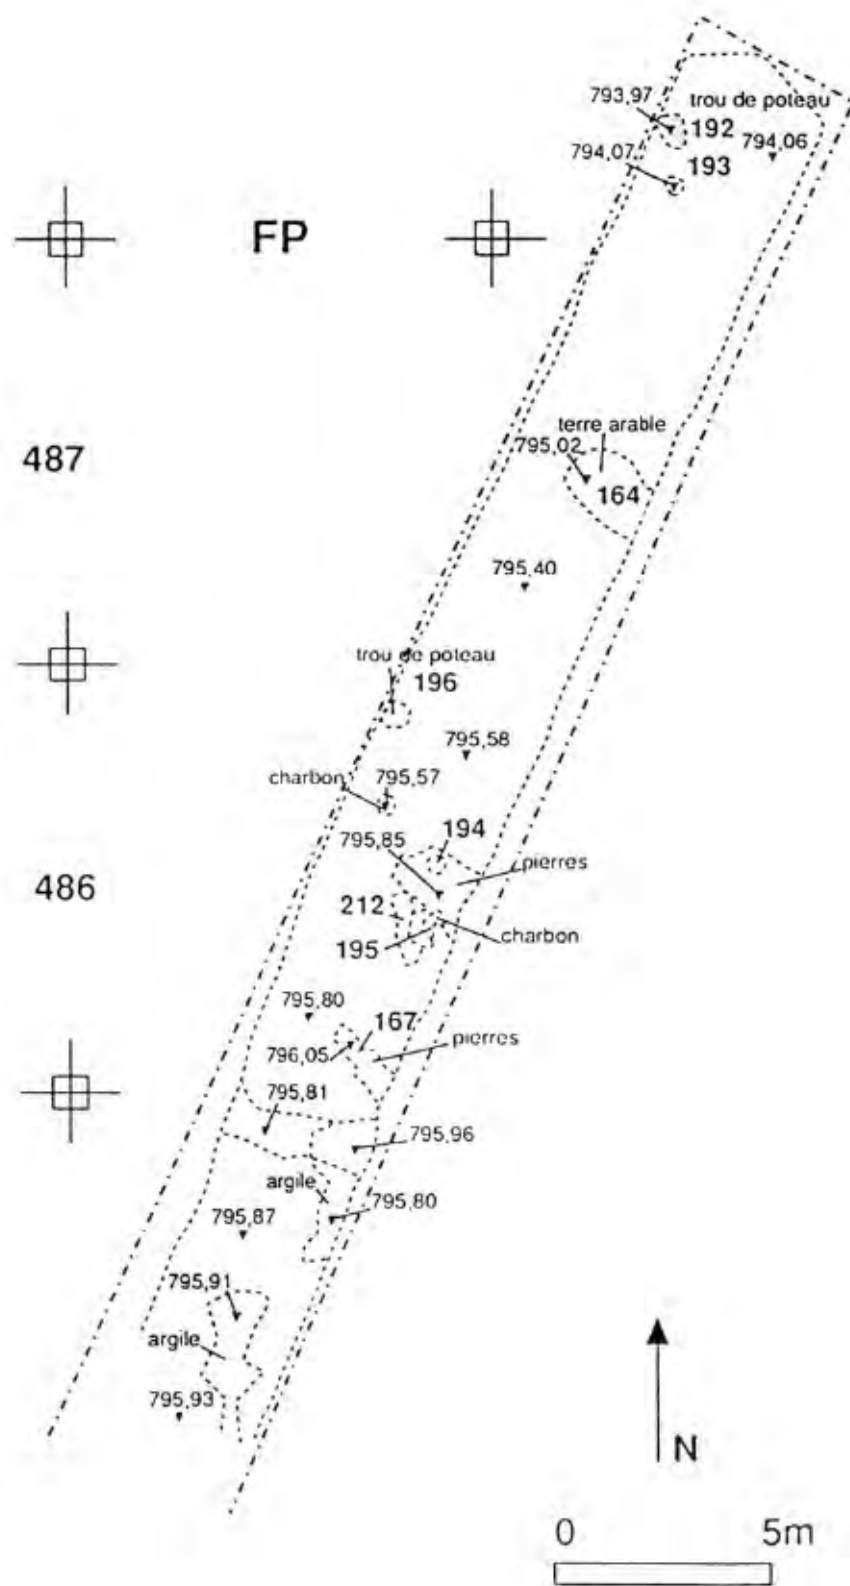 793,97
trou de poteau
192
794,06
794,07
193
FP
487
terre arable
795,02
164
795,40
trou de poteau
196
795,58
charbon
795,57
194
795,85
pierres
486
212
195
charbon
795,80
167
796,05
pierres
795,81
795,96
argile
795,80
795,87
795,91
argile
795,93
N
0 5m